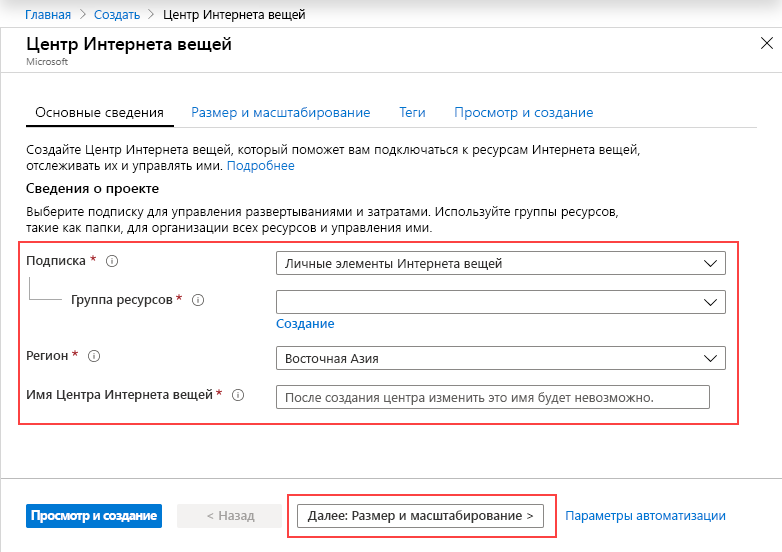 Главная > Создать > Центр Интернета вещей
Центр Интернета вещей
Microsoft
Основные сведения Размер и масштабирование Теги Просмотр и создание
Создайте Центр Интернета вещей, который поможет вам подключаться к ресурсам Интернета вещей,
отслеживать их и управлять ими. Подробнее
Сведения о проекте
Выберите подписку для управления развертываниями и затратами. Используйте группы ресурсов,
такие как папки, для организации всех ресурсов и управления ими.
Подписка * Личные элементы Интернета вещей
Группа ресурсов *
Создание
Регион * Восточная Азия
Имя Центра Интернета вещей * После создания центра изменить это имя будет невозможно.
Просмотр и создание < Назад Далее: Размер и масштабирование > Параметры автоматизации